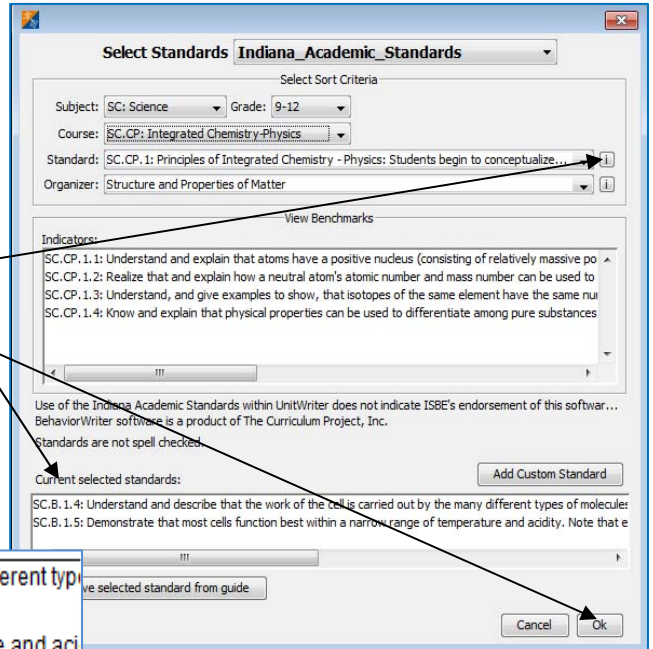 Select Standards Indiana_Academic_Standards
Select Sort Criteria
Subject: SC: Science Grade: 9-12
Course: SC.CP: Integrated Chemistry-Physics
Standard: SC.CP.1: Principles of Integrated Chemistry - Physics: Students begin to conceptualize... i
Organizer: Structure and Properties of Matter i
View Benchmarks
Indicators:
SC.CP.1.1: Understand and explain that atoms have a positive nucleus (consisting of relatively massive po
SC.CP.1.2: Realize that and explain how a neutral atom's atomic number and mass number can be used to
SC.CP.1.3: Understand, and give examples to show, that isotopes of the same element have the same nu
SC.CP.1.4: Know and explain that physical properties can be used to differentiate among pure substances
Use of the Indiana Academic Standards within UnitWriter does not indicate ISBE's endorsement of this softwar...
BehaviorWriter software is a product of The Curriculum Project, Inc.
Standards are not spell checked.
Current selected standards:
Add Custom Standard
SC.B.1.4: Understand and describe that the work of the cell is carried out by the many different types of molecules
SC.B.1.5: Demonstrate that most cells function best within a narrow range of temperature and acidity. Note that e
ve selected standard from guide
erent typ
e and aci
Cancel Ok